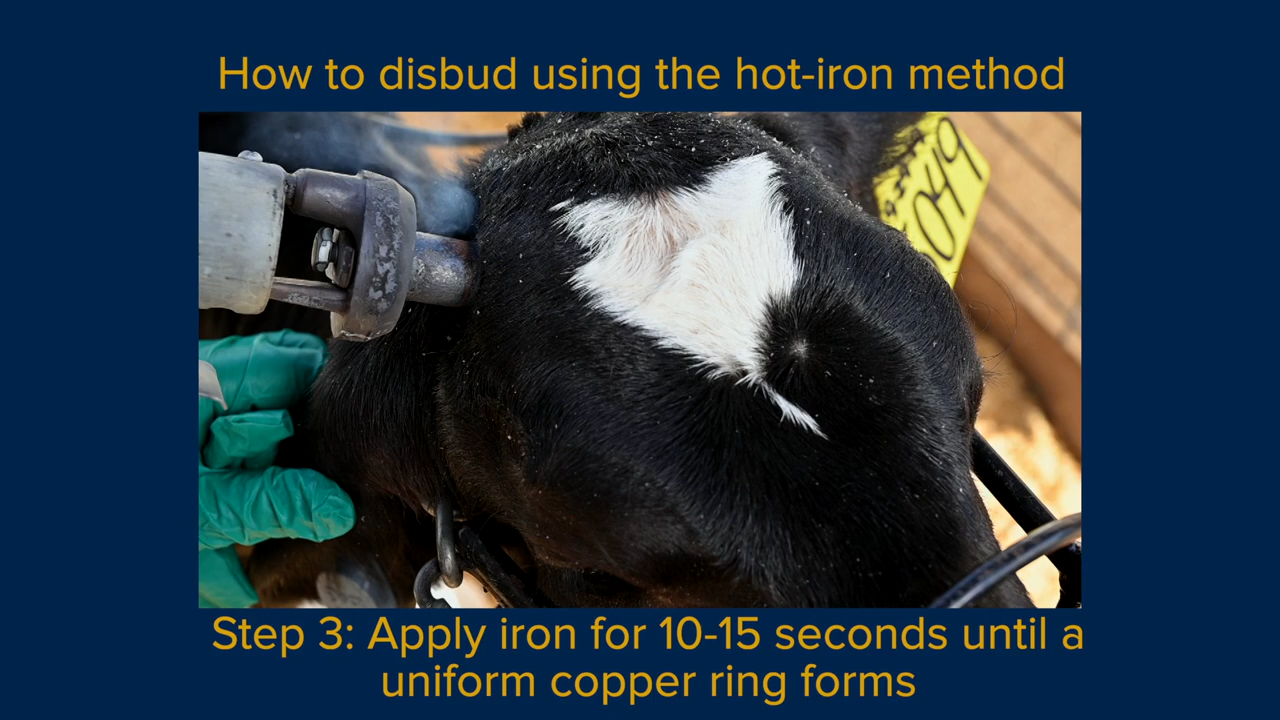 How to disbud using the hot-iron method
049
Step 3: Apply iron for 10-15 seconds until a
uniform copper ring forms